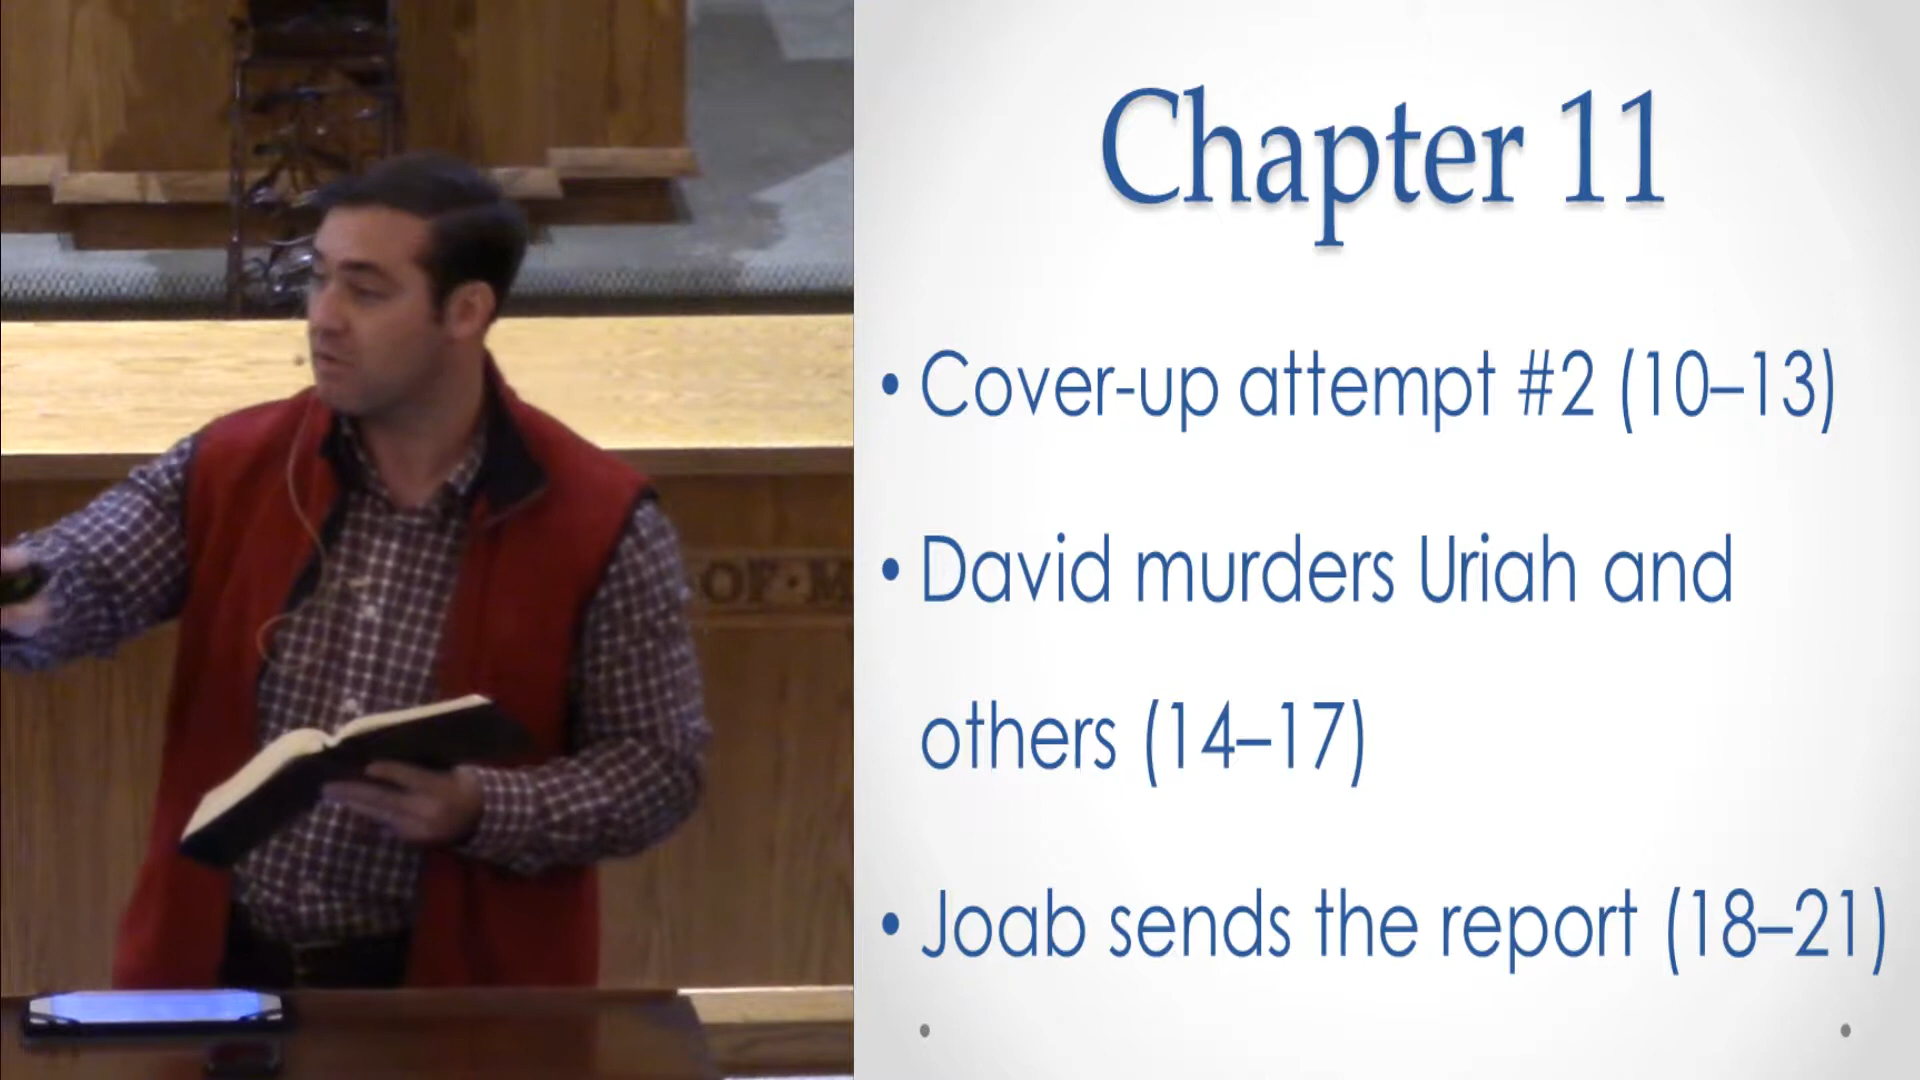 Chapter 11
• Cover-up attempt #2 (10–13)
• David murders Uriah and
others (14–17)
• Joab sends the report (18–21)
OF·M